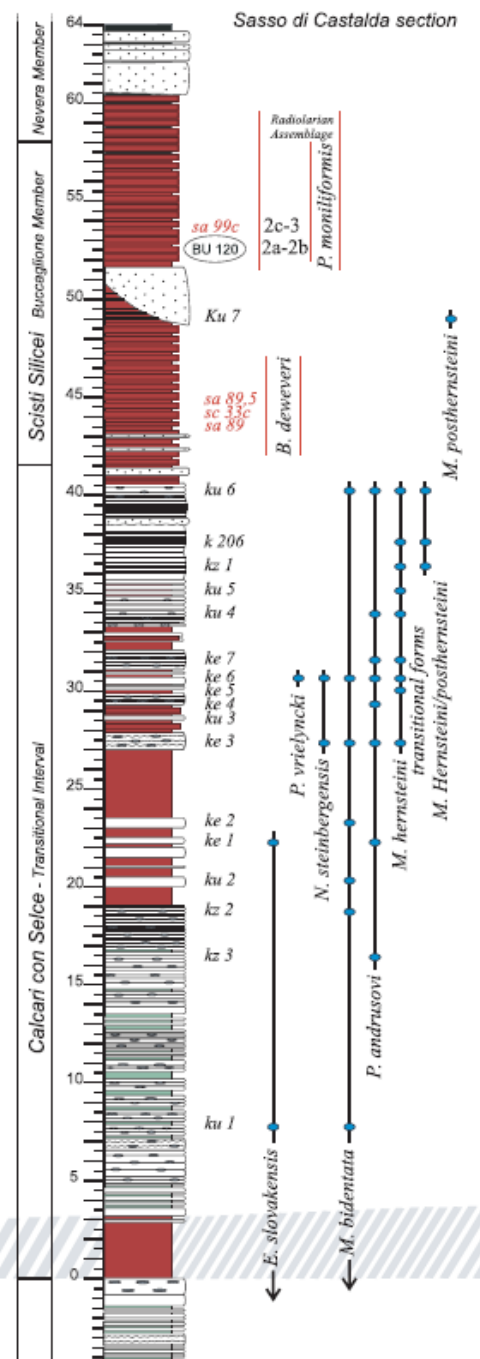 Sasso di Castalda section
64
60
55
50
45
40
35
30
25
20
15
10
5
0
Nevera Member
Scisti Silicei Buccaglione Member
Calcari con Selce - Transitional Interval
Radiolarian
Assemblage
sa 99c
2c-3
BU 120
2a-2b
P. moniliformis
Ku 7
M. posthernsteini
sa 89,5
sc 33c
sa 89
B. deweveri
ku 6
k 206
kz 1
ku 5
ku 4
ke 7
ke 6
ke 5
ke 4
ku 3
ke 3
ke 2
ke 1
ku 2
kz 2
kz 3
ku 1
P. vrielyncki
N. steinbergensis
M. hernsteini
transitional forms
M. Hernsteini/posthernsteini
P. andrusovi
E. slovakensis
M. bidentata